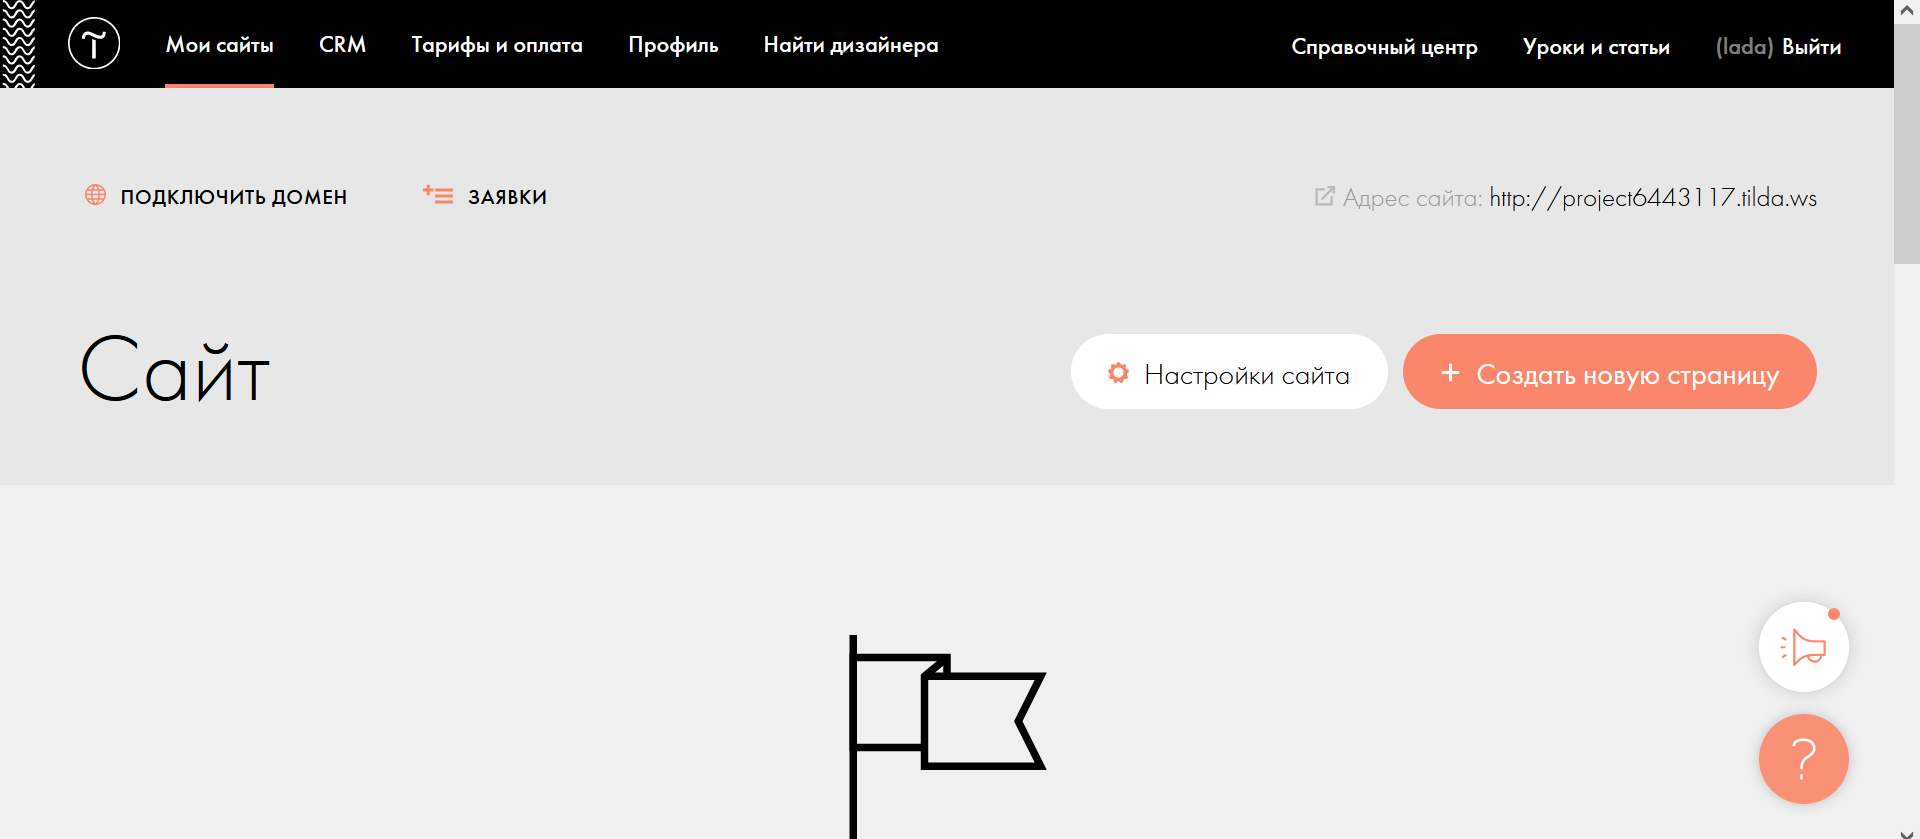 Мои сайты CRM Тарифы и оплата Профиль Найти дизайнера Справочный центр Уроки и статьи (lada) Выйти
ПОДКЛЮЧИТЬ ДОМЕН ЗАЯВКИ Адрес сайта: http://project6443117.tilda.ws
Сайт Настройки сайта + Создать новую страницу
?